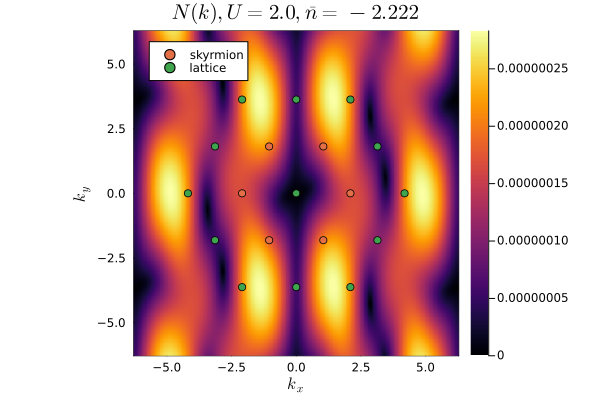 N(k), U = 2.0, n̄ = −2.222
skyrmion
lattice
5.0
2.5
0.0
−2.5
−5.0
k_y
−5.0 −2.5 0.0 2.5 5.0
k_x
0.00000025
0.00000020
0.00000015
0.00000010
0.00000005
0